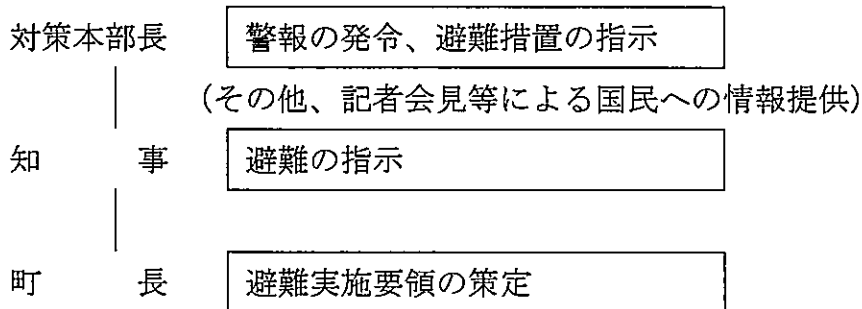 対策本部長 警報の発令、避難措置の指示
(その他、記者会見等による国民への情報提供)
知事 避難の指示
町長 避難実施要領の策定